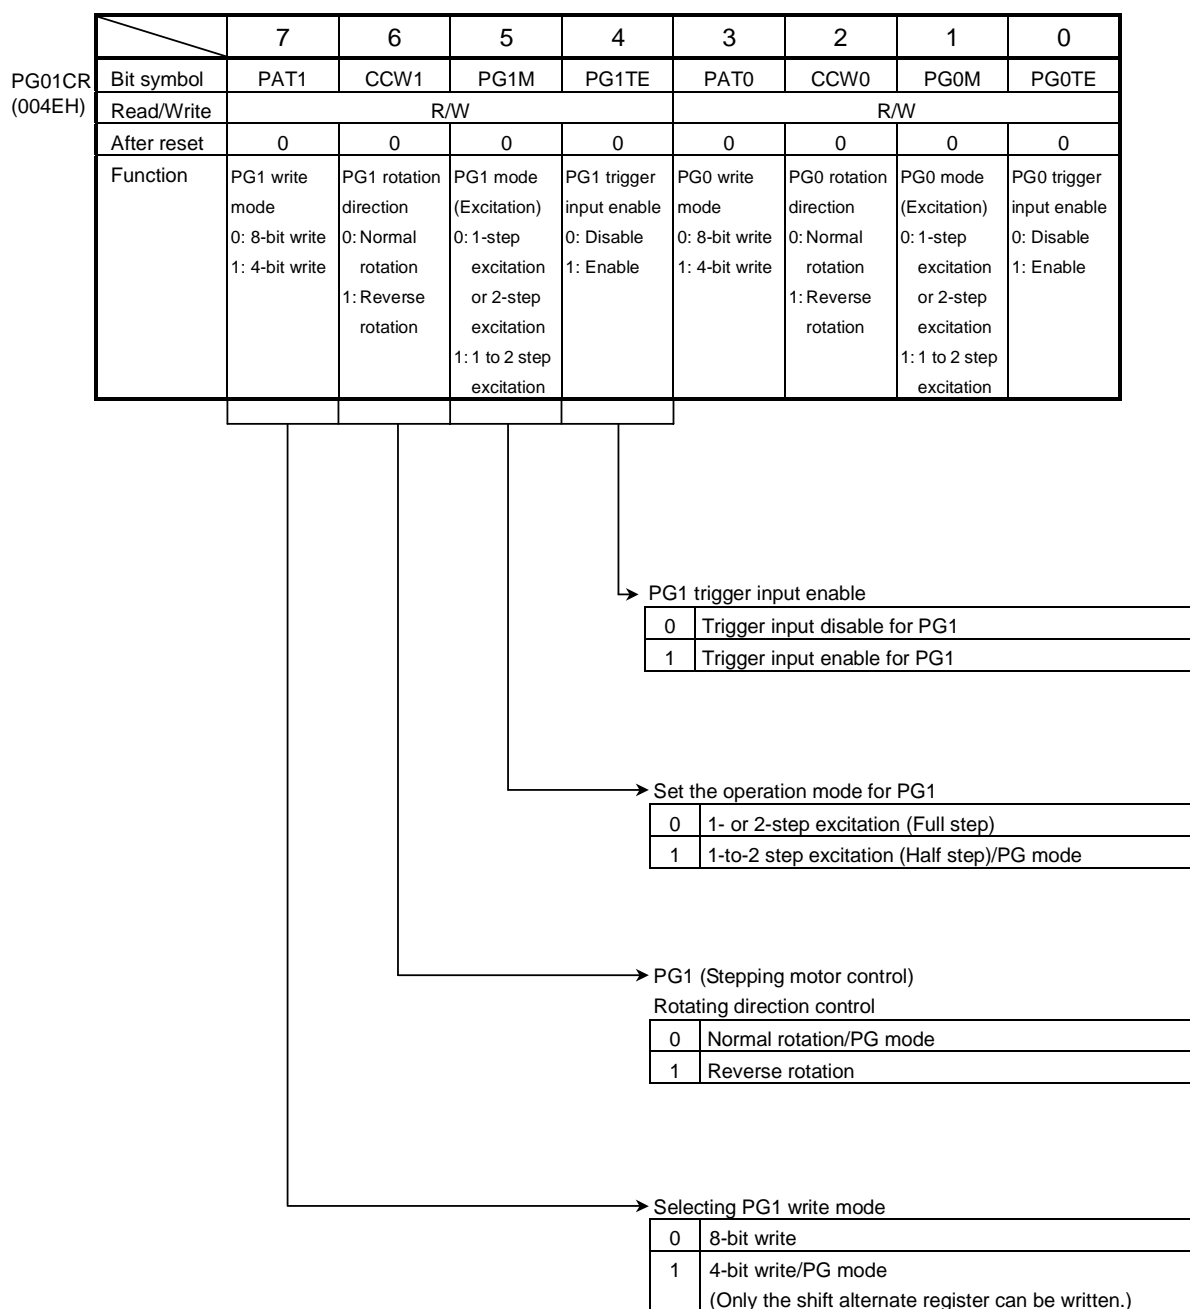 7 6 5 4 3 2 1 0
PG01CR Bit symbol PAT1 CCW1 PG1M PG1TE PAT0 CCW0 PG0M PG0TE
(004EH) Read/Write R/W R/W
After reset 0 0 0 0 0 0 0 0
Function PG1 write PG1 rotation PG1 mode PG1 trigger PG0 write PG0 rotation PG0 mode PG0 trigger
mode direction (Excitation) input enable mode direction (Excitation) input enable
0: 8-bit write 0: Normal 0: 1-step 0: Disable 0: 8-bit write 0: Normal 0: 1-step 0: Disable
1: 4-bit write rotation excitation 1: Enable 1: 4-bit write rotation excitation 1: Enable
1: Reverse or 2-step 1: Reverse or 2-step
rotation excitation rotation excitation
1: 1 to 2 step 1: 1 to 2 step
excitation excitation
PG1 trigger input enable
0 Trigger input disable for PG1
1 Trigger input enable for PG1
Set the operation mode for PG1
0 1- or 2-step excitation (Full step)
1 1-to-2 step excitation (Half step)/PG mode
PG1 (Stepping motor control)
Rotating direction control
0 Normal rotation/PG mode
1 Reverse rotation
Selecting PG1 write mode
0 8-bit write
1 4-bit write/PG mode
(Only the shift alternate register can be written.)